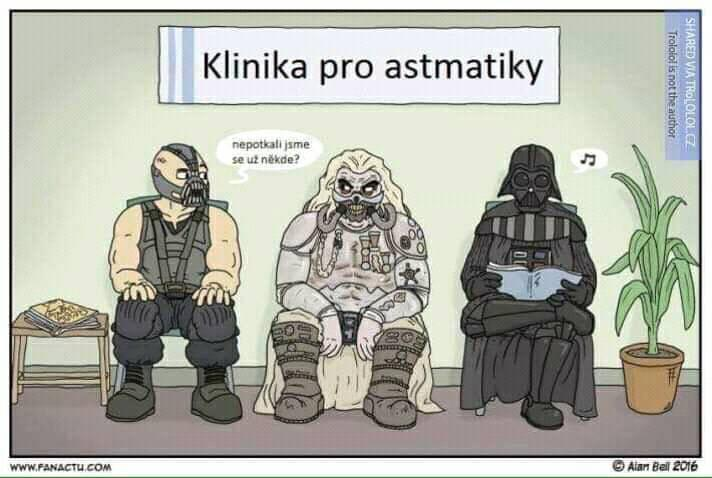 Klinika pro astmatiky
SHARED VIA TROLOLOL.CZ
Trololol is not the author
nepotkali jsme
se už někde?
WWW.FANACTU.COM
© Alan Bell 2016